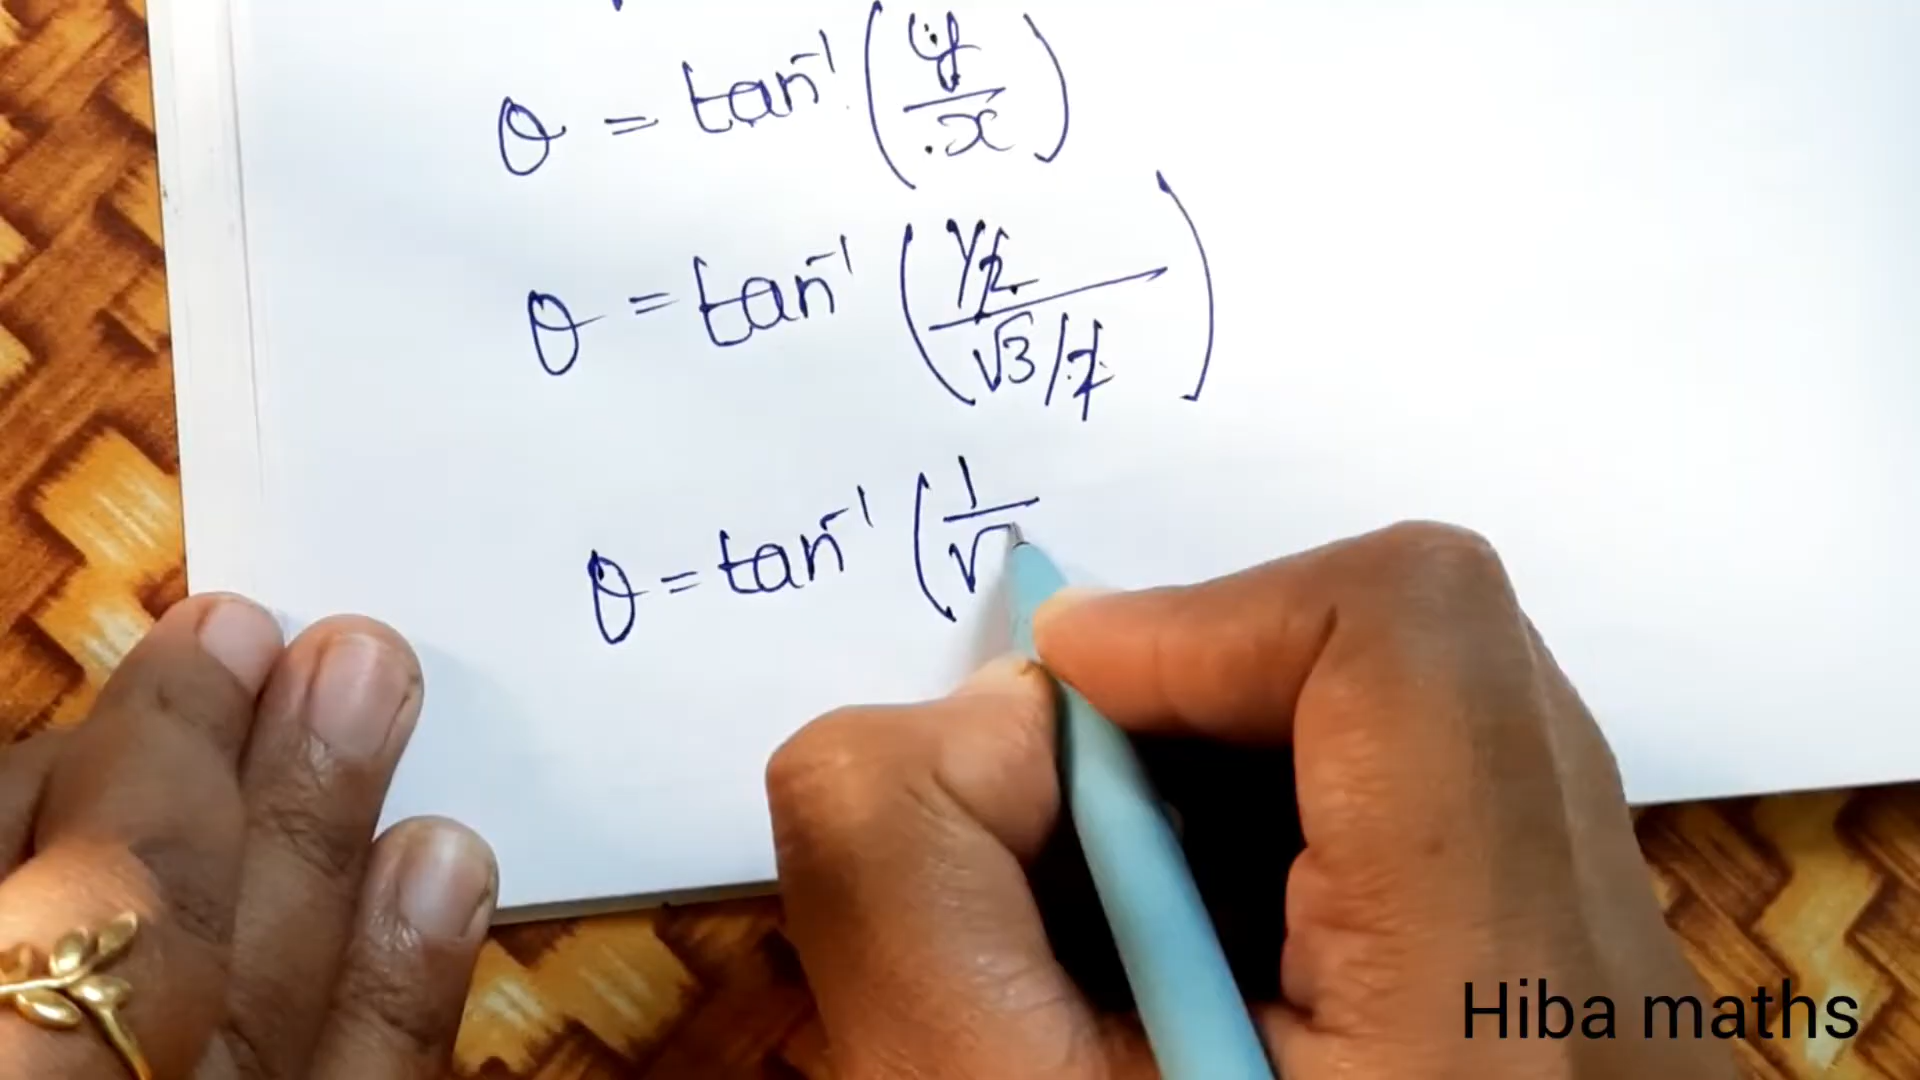 θ = tan⁻¹ (y/x)
θ = tan⁻¹ ((1/2)/(√3/2))
θ = tan⁻¹ (1/√
Hiba maths